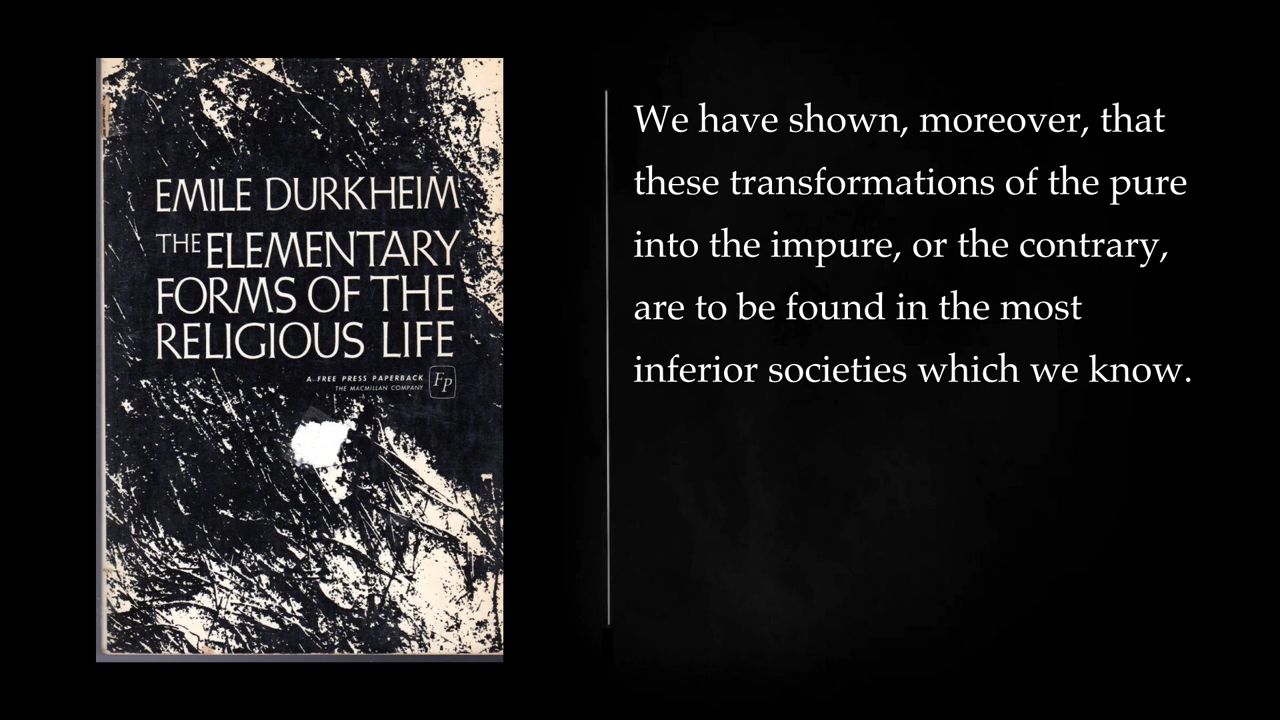 EMILE DURKHEIM
THE ELEMENTARY
FORMS OF THE
RELIGIOUS LIFE
A FREE PRESS PAPERBACK
THE MACMILLAN COMPANY
Fp
We have shown, moreover, that
these transformations of the pure
into the impure, or the contrary,
are to be found in the most
inferior societies which we know.